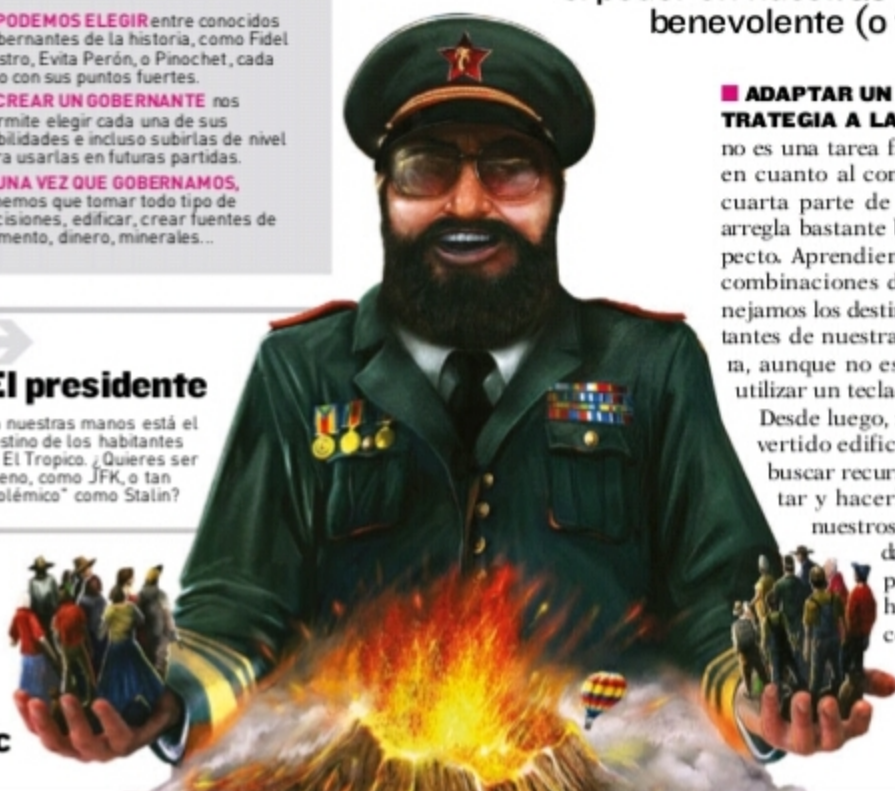 benevolente (o
PODEMOS ELEGIR entre conocidos
bernantes de la historia, como Fidel
stro, Evita Perón, o Pinochet, cada
o con sus puntos fuertes.
CREAR UN GOBERNANTE nos
rmite elegir cada una de sus
bilidades e incluso subirlas de nivel
ra usarlas en futuras partidas.
UNA VEZ QUE GOBERNAMOS,
nemos que tomar todo tipo de
cisiones, edificar, crear fuentes de
mento, dinero, minerales...
El presidente
n nuestras manos está el
stino de los habitantes
El Tropico. ¿Quieres ser
eno, como JFK, o tan
olémico" como Stalin?
c
ADAPTAR UN
TRATEGIA A LA
no es una tarea f
en cuanto al con
cuarta parte de
arregla bastante l
pecto. Aprendien
combinaciones d
nejamos los desti
tantes de nuestra
ra, aunque no es
utilizar un tecla
Desde luego,
vertido edific
buscar recur
tar y hacer
nuestros
d
p
h
c